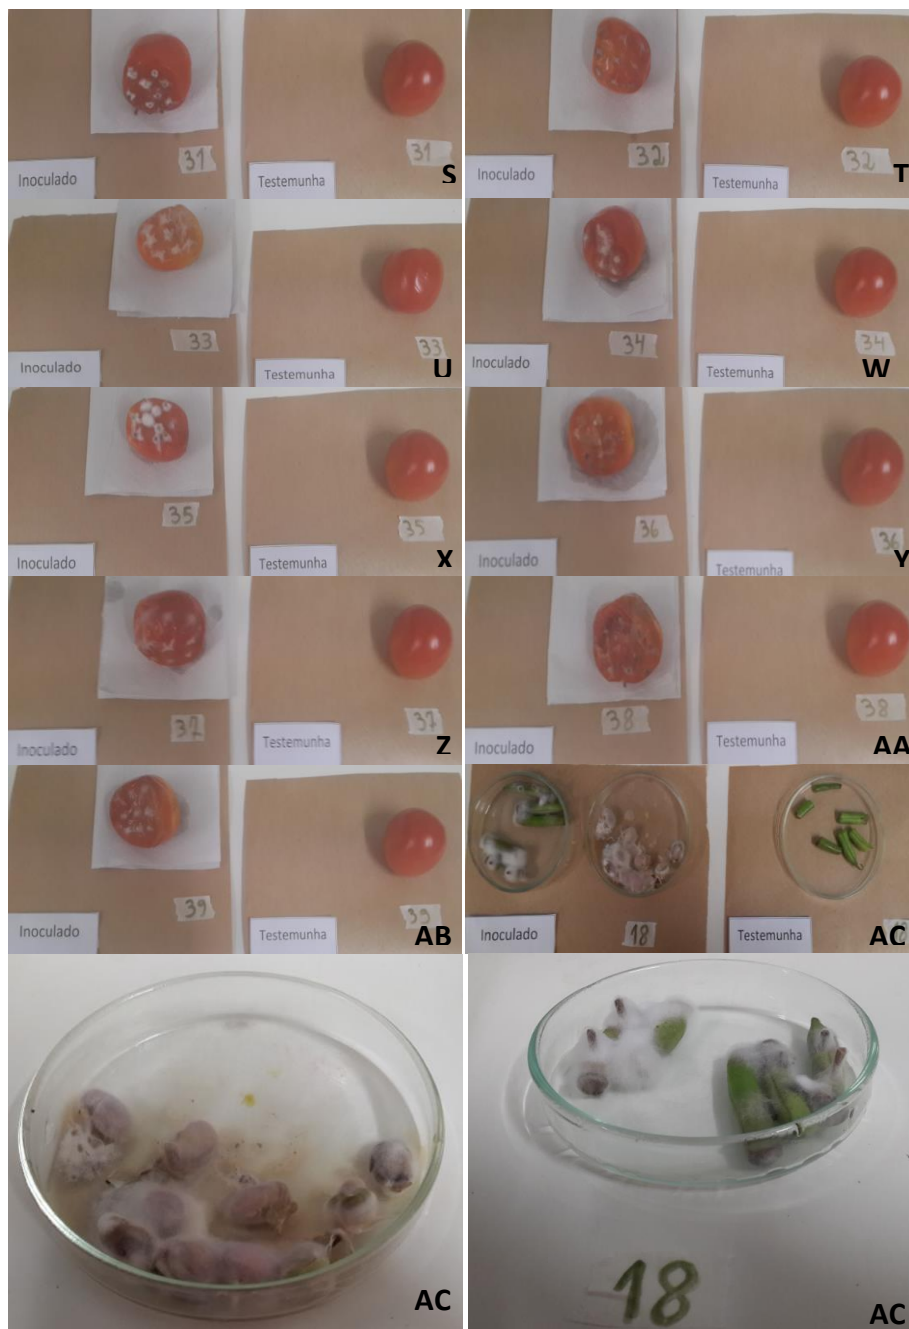 31
31
Inoculado
Testemunha
S
32
32
Inoculado
Testemunha
T
33
33
Inoculado
Testemunha
U
34
34
Inoculado
Testemunha
W
35
35
Inoculado
Testemunha
X
36
36
Inoculado
Testemunha
Y
37
37
Inoculado
Testemunha
Z
38
38
Inoculado
Testemunha
AA
39
39
Inoculado
Testemunha
AB
18
18
Inoculado
Testemunha
AC
AC
18
AC